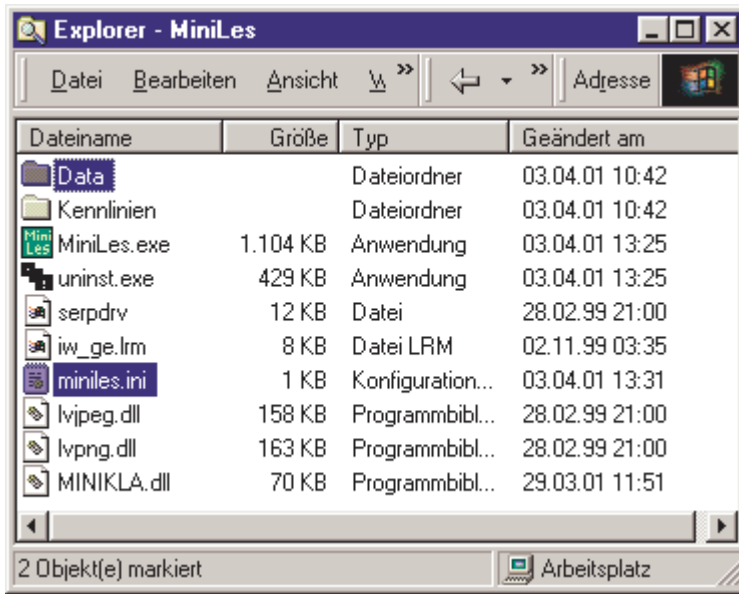 Explorer - MiniLes
Datei Bearbeiten Ansicht W » » Adresse
Dateiname Größe Typ Geändert am
Data Dateiordner 03.04.01 10:42
Kennlinien Dateiordner 03.04.01 10:42
Mini Les MiniLes.exe 1.104 KB Anwendung 03.04.01 13:25
uninst.exe 429 KB Anwendung 03.04.01 13:25
serpdrv 12 KB Datei 28.02.99 21:00
iw_ge.lrm 8 KB Datei LRM 02.11.99 03:35
miniles.ini 1 KB Konfiguration... 03.04.01 13:31
lvjpeg.dll 158 KB Programmbibl... 28.02.99 21:00
lvpng.dll 163 KB Programmbibl... 28.02.99 21:00
MINIKLA.dll 70 KB Programmbibl... 29.03.01 11:51
2 Objekt(e) markiert Arbeitsplatz